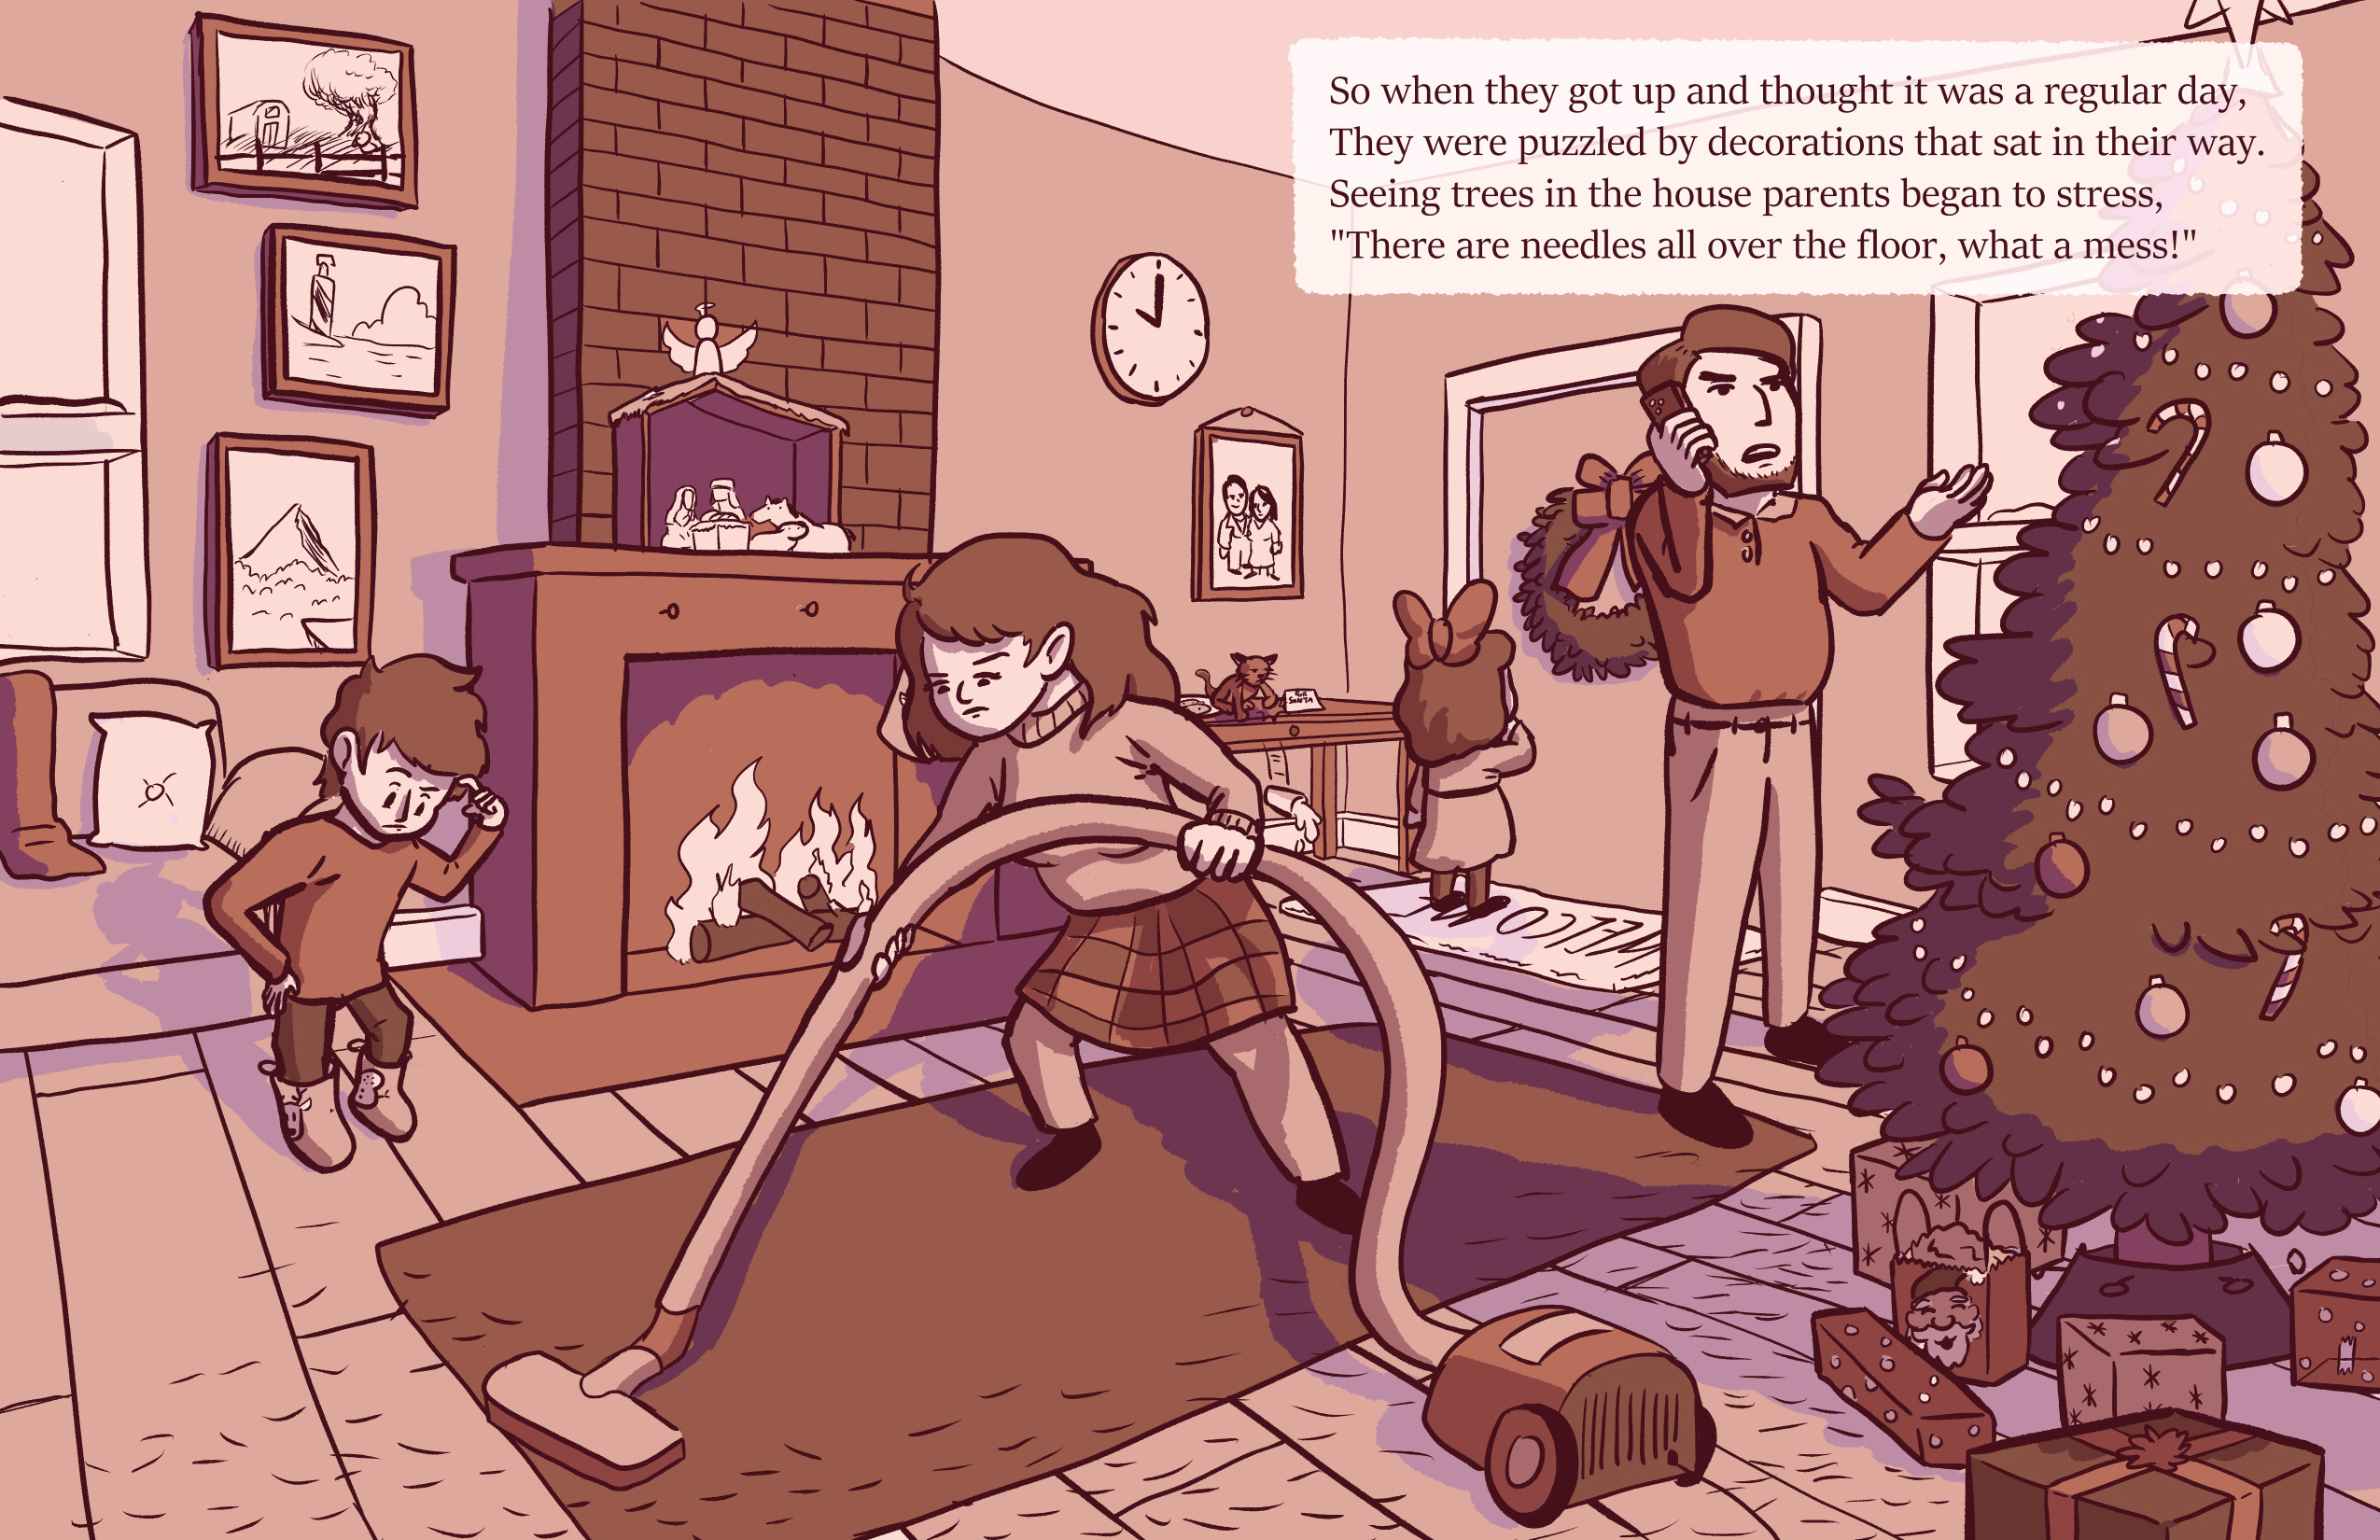 So when they got up and thought it was a regular day,
They were puzzled by decorations that sat in their way.
Seeing trees in the house parents began to stress,
"There are needles all over the floor, what a mess!"
FOR
SANTA